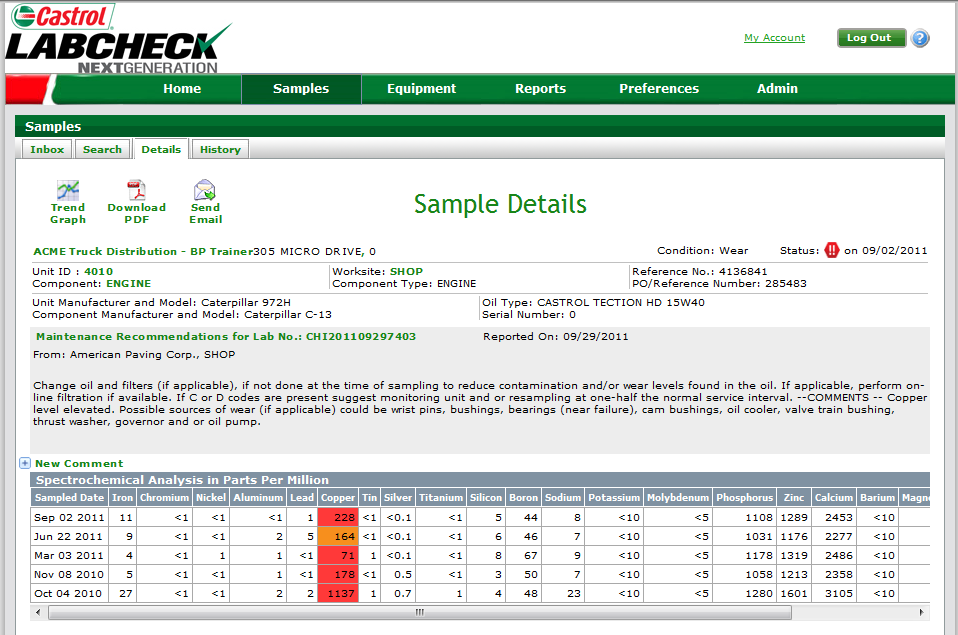 Castrol
LABCHECK
NEXTGENERATION
My Account
Log Out
?
Home Samples Equipment Reports Preferences Admin
Samples
Inbox Search Details History
Trend Graph
Download PDF
Send Email
Sample Details
ACME Truck Distribution - BP Trainer305 MICRO DRIVE, 0
Condition: Wear
Status: !! on 09/02/2011
Unit ID : 4010
Component: ENGINE
Worksite: SHOP
Component Type: ENGINE
Reference No.: 4136841
PO/Reference Number: 285483
Unit Manufacturer and Model: Caterpillar 972H
Component Manufacturer and Model: Caterpillar C-13
Oil Type: CASTROL TECTION HD 15W40
Serial Number: 0
Maintenance Recommendations for Lab No.: CHI201109297403
Reported On: 09/29/2011
From: American Paving Corp., SHOP
Change oil and filters (if applicable), if not done at the time of sampling to reduce contamination and/or wear levels found in the oil. If applicable, perform on-
line filtration if available. If C or D codes are present suggest monitoring unit and or resampling at one-half the normal service interval. --COMMENTS -- Copper
level elevated. Possible sources of wear (if applicable) could be wrist pins, bushings, bearings (near failure), cam bushings, oil cooler, valve train bushing,
thrust washer, governor and or oil pump.
+ New Comment
Spectrochemical Analysis in Parts Per Million
Sampled Date Iron Chromium Nickel Aluminum Lead Copper Tin Silver Titanium Silicon Boron Sodium Potassium Molybdenum Phosphorus Zinc Calcium Barium Magn
Sep 02 2011 11 <1 <1 <1 1 228 <1 <0.1 <1 5 44 8 <10 <5 1108 1289 2453 <10
Jun 22 2011 9 <1 <1 2 5 164 <1 <0.1 <1 6 46 7 <10 <5 1031 1176 2277 <10
Mar 03 2011 4 <1 1 1 <1 71 1 <0.1 <1 8 67 9 <10 <5 1178 1319 2486 <10
Nov 08 2010 5 <1 <1 1 <1 178 <1 0.5 <1 3 50 7 <10 <5 1058 1213 2358 <10
Oct 04 2010 27 <1 <1 2 2 1137 1 0.7 1 4 48 23 <10 <5 1280 1601 3105 <10